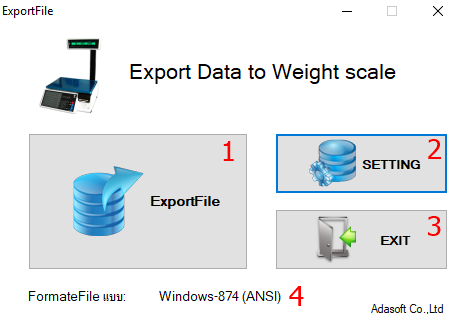 ExportFile
Export Data to Weight scale
1
ExportFile
2
SETTING
3
EXIT
FormateFile แบบ: Windows-874 (ANSI) 4
Adasoft Co.,Ltd